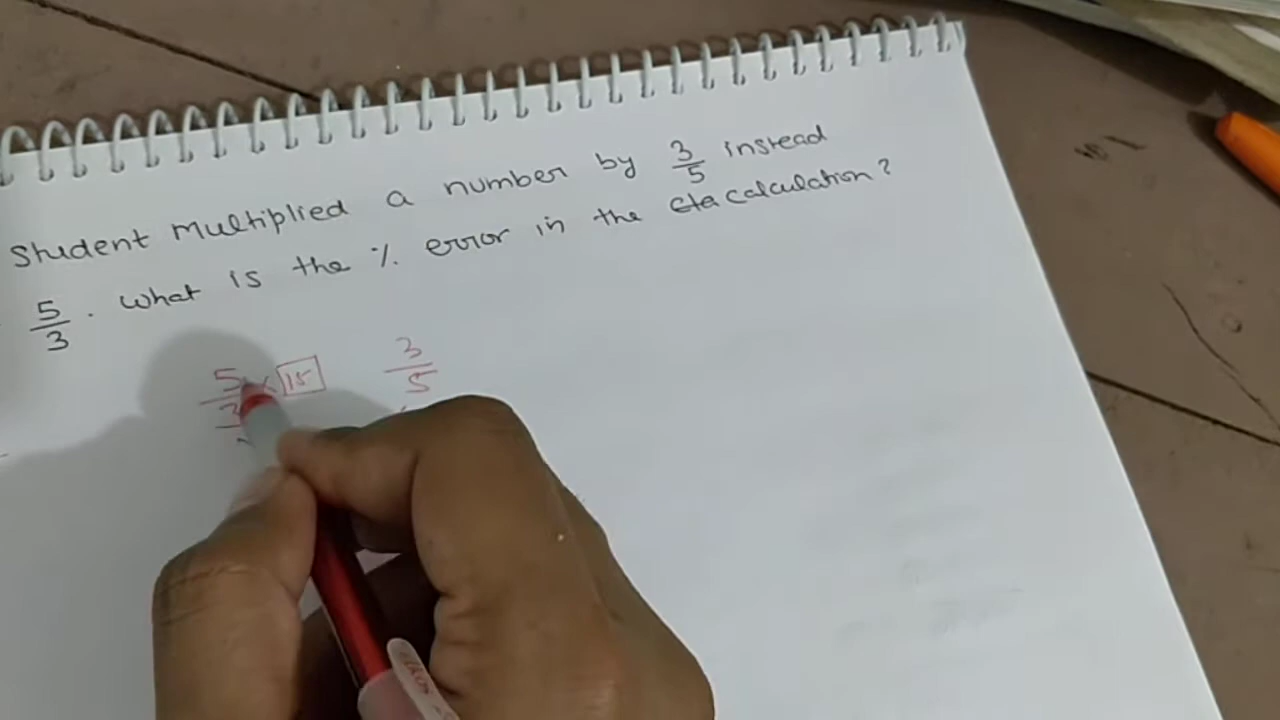 Student Multiplied a number by 3/5 instead
5/3. What is the % error in the calculation?
5/3 × 15 3/5